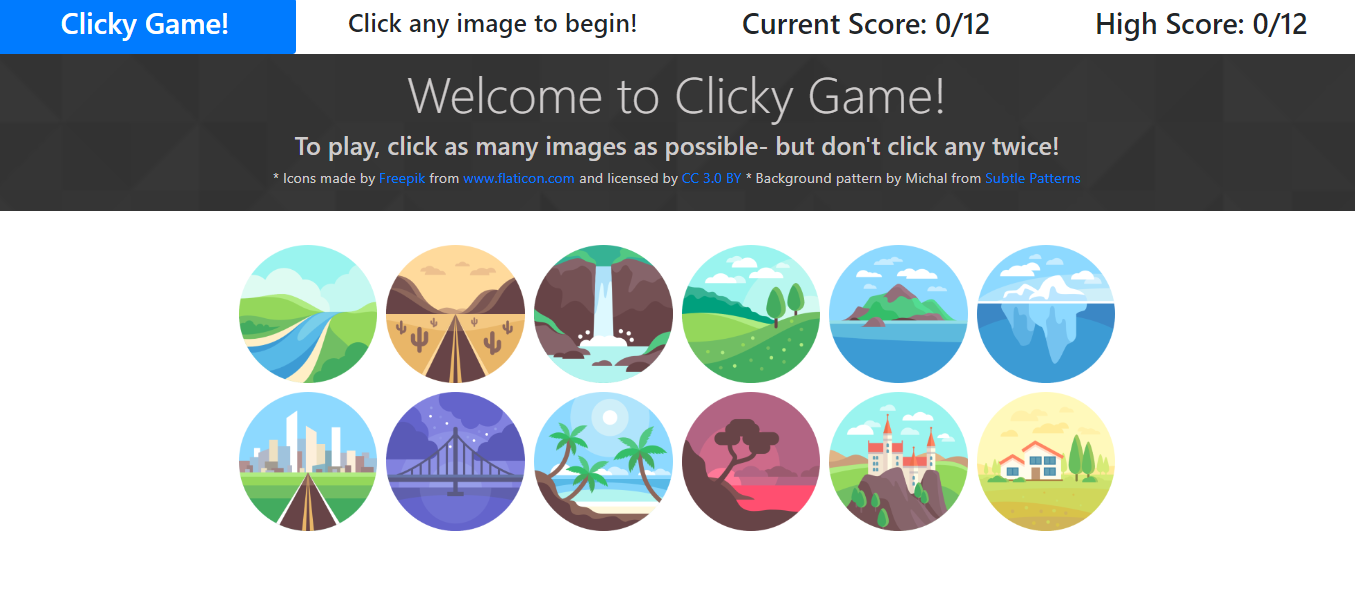 Clicky Game! Click any image to begin! Current Score: 0/12 High Score: 0/12
Welcome to Clicky Game!
To play, click as many images as possible- but don't click any twice!
* Icons made by Freepik from www.flaticon.com and licensed by CC 3.0 BY * Background pattern by Michal from Subtle Patterns